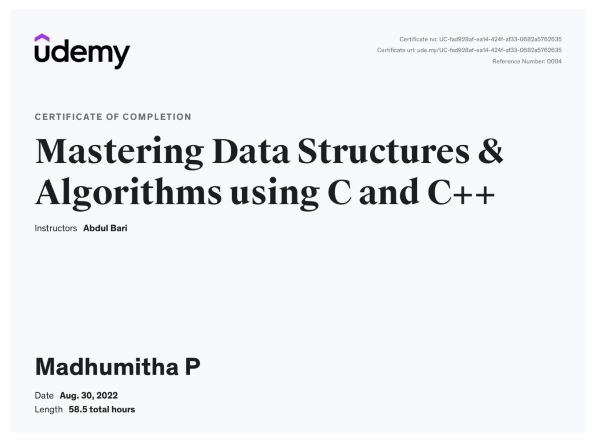 udemy
Certificate no: UC-fad928af-ea14-424f-af33-0682a5762635
Certificate url: ude.my/UC-fad928af-ea14-424f-af33-0682a5762635
Reference Number: 0004
CERTIFICATE OF COMPLETION
Mastering Data Structures &
Algorithms using C and C++
Instructors Abdul Bari
Madhumitha P
Date Aug. 30, 2022
Length 58.5 total hours